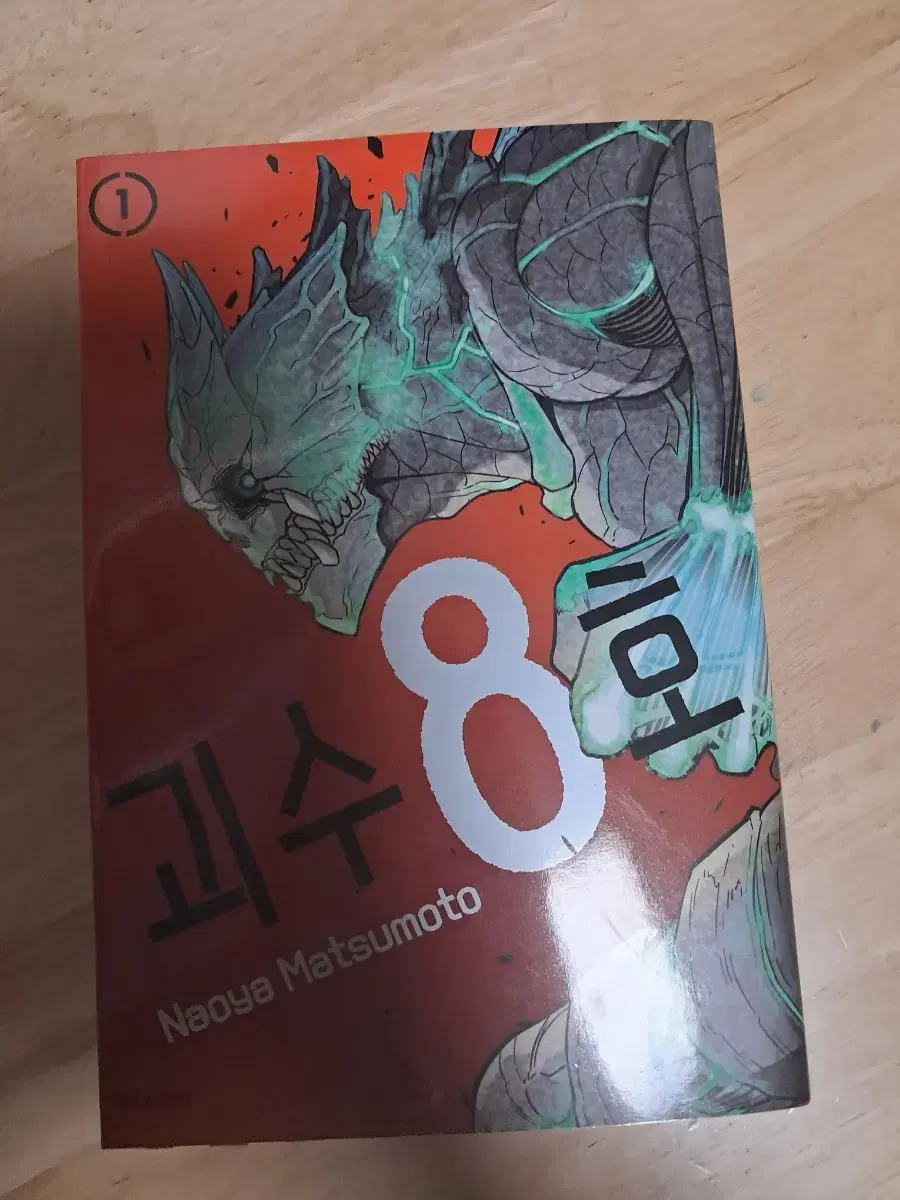 1
괴수8호
Naoya Matsumoto